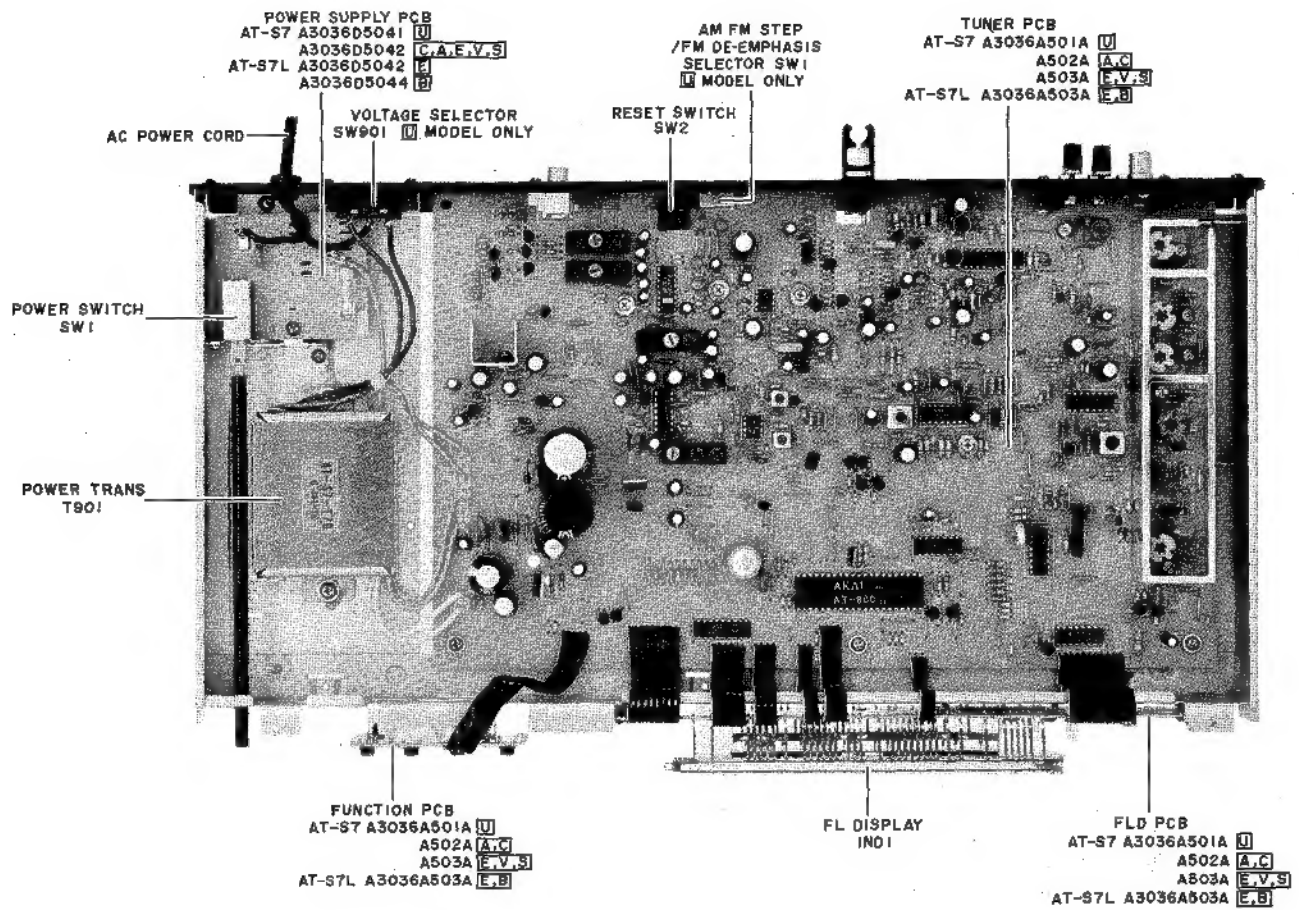 POWER SUPPLY PCB
AT-S7 A3036D5041 U
A3036D5042 C,A,E,V,S
AT-S7L A3036D5042 E
A3036D5044 B
AM FM STEP
/FM DE-EMPHASIS
SELECTOR SW1
U MODEL ONLY
TUNER PCB
AT-S7 A3036A501A U
A502A A,C
A503A E,V,S
AT-S7L A3036A503A E,B
AC POWER CORD
VOLTAGE SELECTOR
SW901 U MODEL ONLY
RESET SWITCH
SW2
POWER SWITCH
SW1
POWER TRANS
T901
AKAI
FUNCTION PCB
AT-S7 A3036A501A U
A502A A,C
A503A E,V,S
AT-S7L A3036A503A E,B
FL DISPLAY
IND1
FLD PCB
AT-S7 A3036A501A U
A502A A,C
A503A E,V,S
AT-S7L A3036A503A E,B